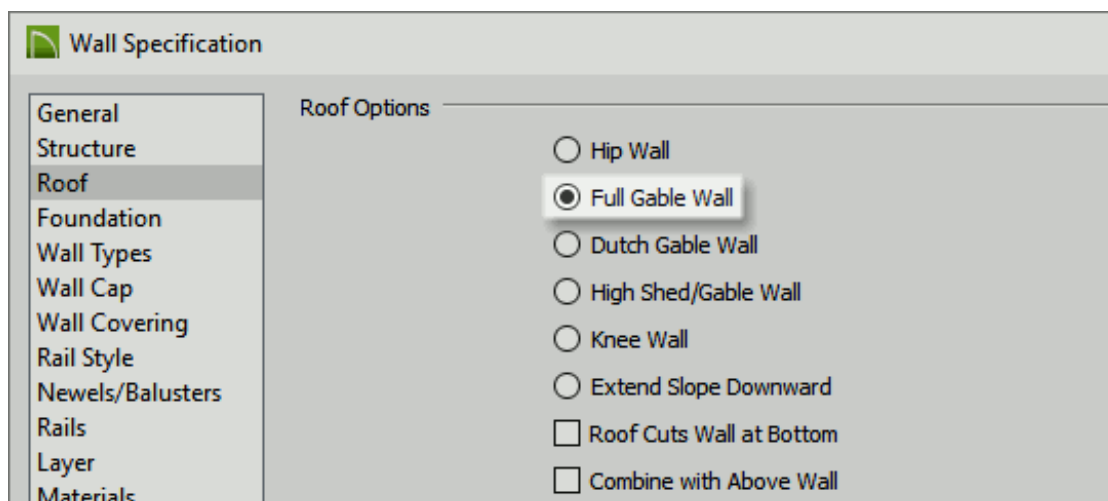 Wall Specification
General
Structure
Roof
Foundation
Wall Types
Wall Cap
Wall Covering
Rail Style
Newels/Balusters
Rails
Layer
Materials
Roof Options
Hip Wall
Full Gable Wall
Dutch Gable Wall
High Shed/Gable Wall
Knee Wall
Extend Slope Downward
Roof Cuts Wall at Bottom
Combine with Above Wall